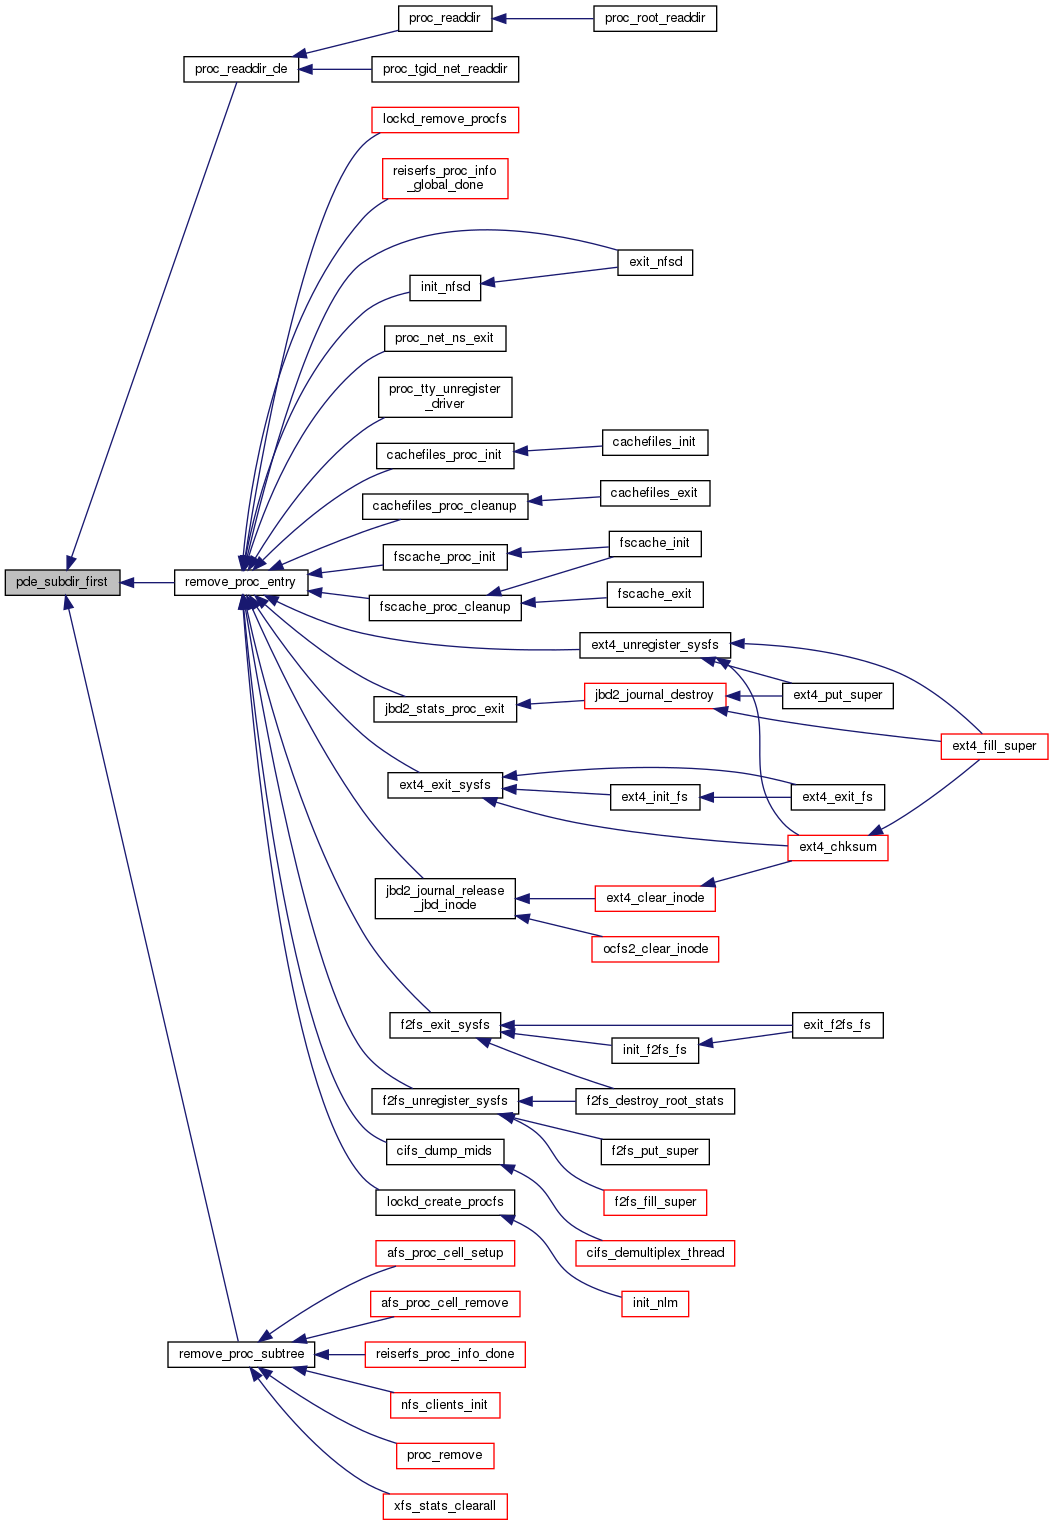 proc_readdir
proc_root_readdir
proc_readdir_de
proc_tgid_net_readdir
lockd_remove_procfs
reiserfs_proc_info
_global_done
exit_nfsd
init_nfsd
proc_net_ns_exit
proc_tty_unregister
_driver
cachefiles_proc_init
cachefiles_init
cachefiles_proc_cleanup
cachefiles_exit
fscache_proc_init
fscache_init
pde_subdir_first
remove_proc_entry
fscache_proc_cleanup
fscache_exit
ext4_unregister_sysfs
jbd2_stats_proc_exit
jbd2_journal_destroy
ext4_put_super
ext4_fill_super
ext4_exit_sysfs
ext4_init_fs
ext4_exit_fs
ext4_chksum
jbd2_journal_release
_jbd_inode
ext4_clear_inode
ocfs2_clear_inode
f2fs_exit_sysfs
exit_f2fs_fs
init_f2fs_fs
f2fs_unregister_sysfs
f2fs_destroy_root_stats
cifs_dump_mids
f2fs_put_super
lockd_create_procfs
f2fs_fill_super
afs_proc_cell_setup
cifs_demultiplex_thread
afs_proc_cell_remove
init_nlm
remove_proc_subtree
reiserfs_proc_info_done
nfs_clients_init
proc_remove
xfs_stats_clearall